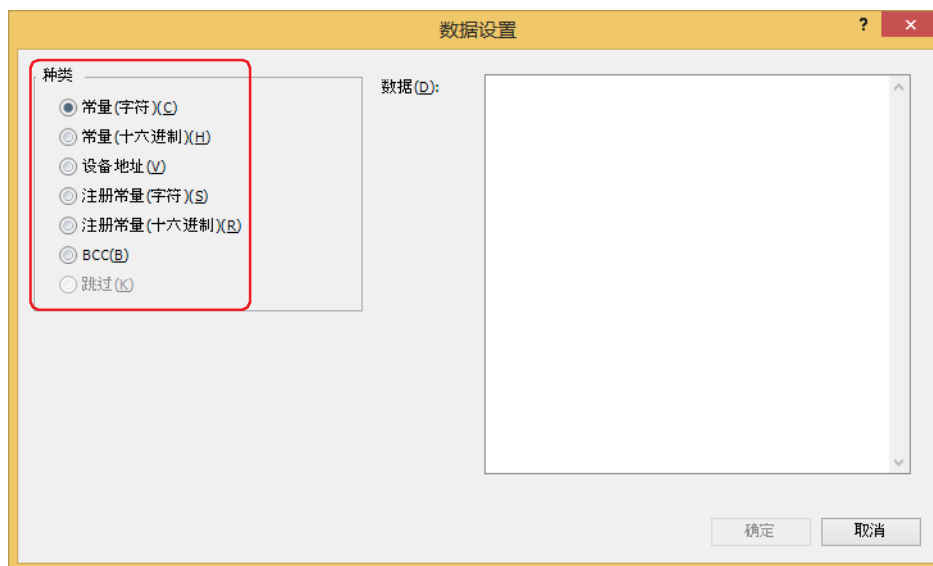 数据设置
?
×
种类
常量(字符)(C)
常量(十六进制)(H)
设备地址(V)
注册常量(字符)(S)
注册常量(十六进制)(R)
BCC(B)
跳过(K)
数据(D):
确定
取消